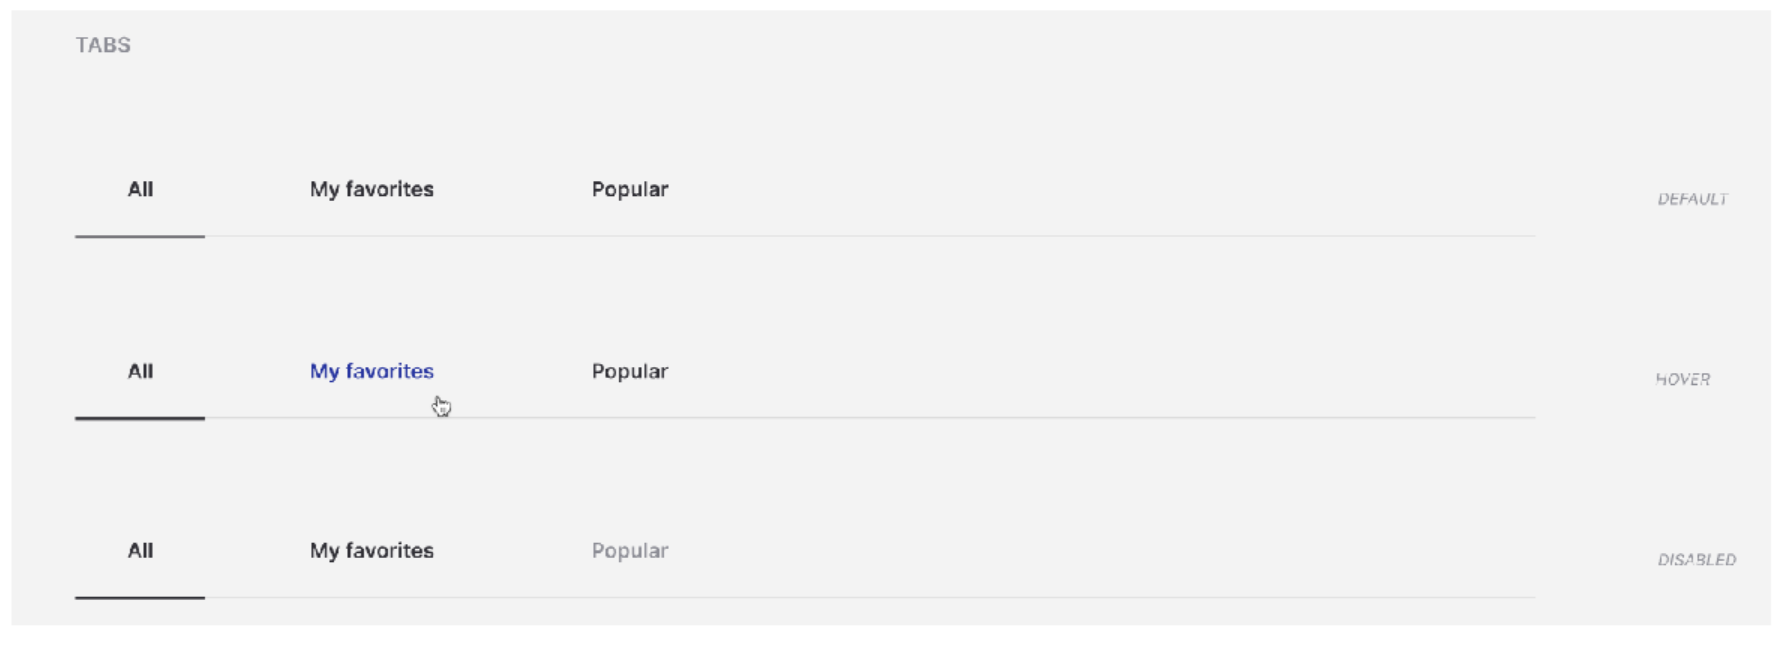 TABS
All My favorites Popular DEFAULT
All My favorites Popular HOVER
All My favorites Popular DISABLED